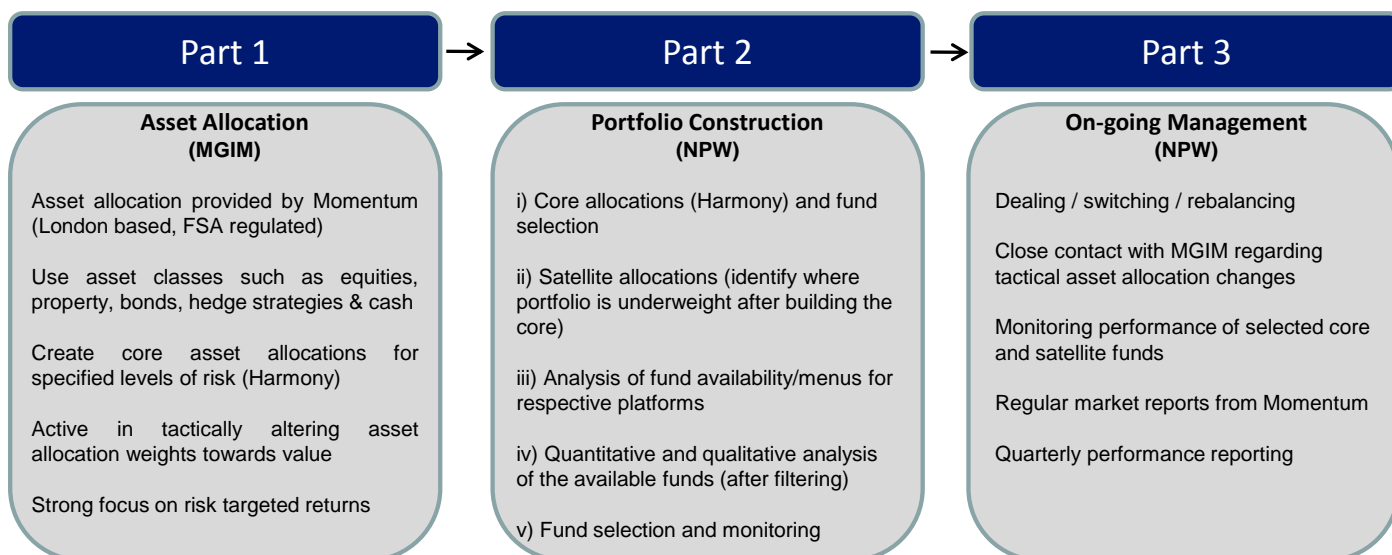 Part 1
Part 2
Part 3
Asset Allocation
(MGIM)
Asset allocation provided by Momentum
(London based, FSA regulated)
Use asset classes such as equities,
property, bonds, hedge strategies & cash
Create core asset allocations for
specified levels of risk (Harmony)
Active in tactically altering asset
allocation weights towards value
Strong focus on risk targeted returns
Portfolio Construction
(NPW)
i) Core allocations (Harmony) and fund
selection
ii) Satellite allocations (identify where
portfolio is underweight after building the
core)
iii) Analysis of fund availability/menus for
respective platforms
iv) Quantitative and qualitative analysis
of the available funds (after filtering)
v) Fund selection and monitoring
On-going Management
(NPW)
Dealing / switching / rebalancing
Close contact with MGIM regarding
tactical asset allocation changes
Monitoring performance of selected core
and satellite funds
Regular market reports from Momentum
Quarterly performance reporting